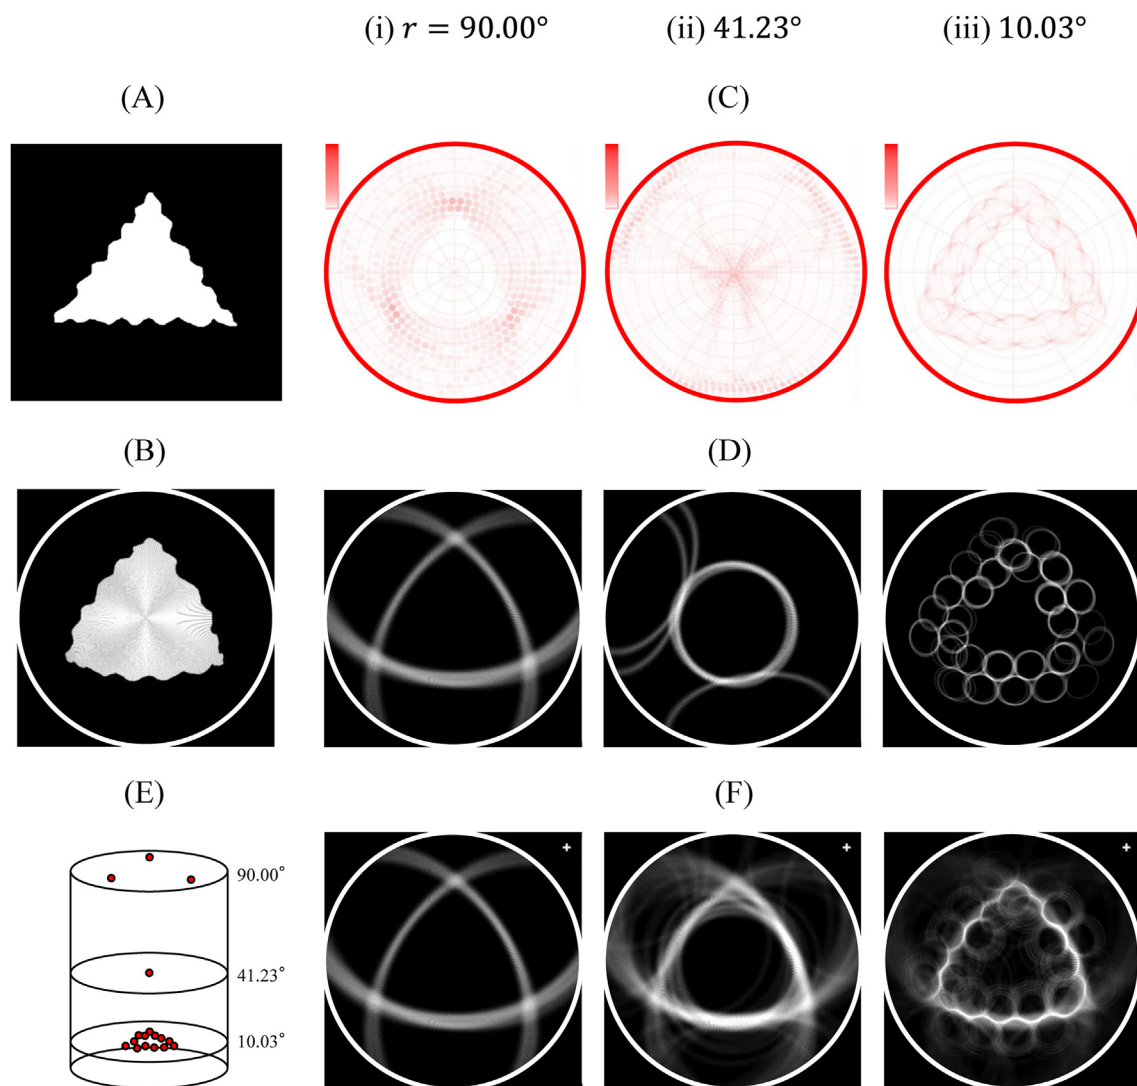 (i) r = 90.00° (ii) 41.23° (iii) 10.03°
(A) (C)
(B) (D)
(E) (F)
90.00°
41.23°
10.03°